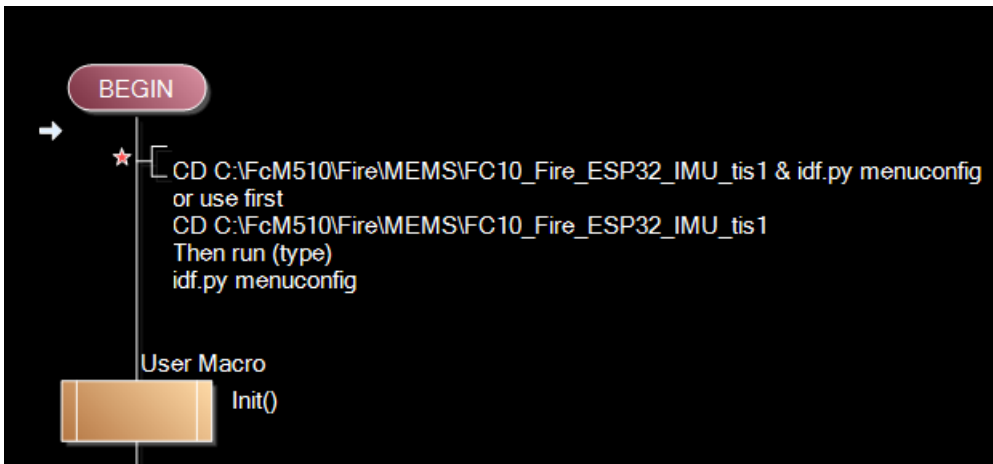 BEGIN
CD C:\FcM510\Fire\MEMS\FC10_Fire_ESP32_IMU_tis1 & idf.py menuconfig
or use first
CD C:\FcM510\Fire\MEMS\FC10_Fire_ESP32_IMU_tis1
Then run (type)
idf.py menuconfig
User Macro
Init()